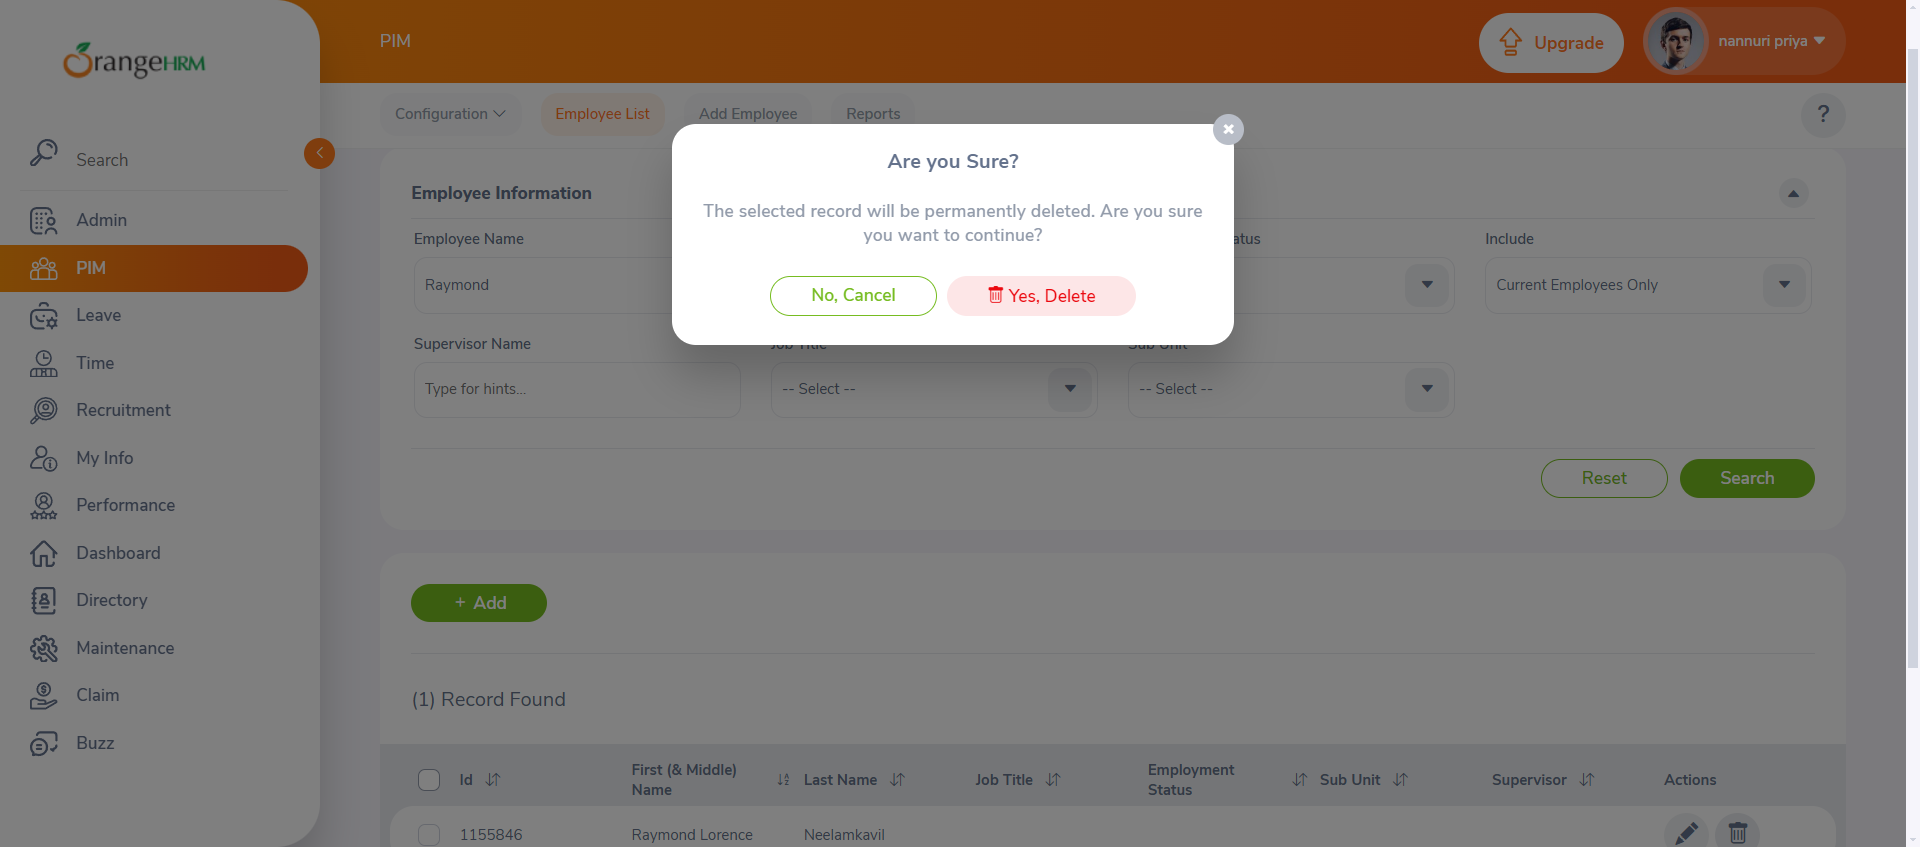 OrangeHRM
PIM
Upgrade
nannuri priya
Search
Admin
PIM
Leave
Time
Recruitment
My Info
Performance
Dashboard
Directory
Maintenance
Claim
Buzz
Configuration
Employee List
Add Employee
Reports
?
Are you Sure?
The selected record will be permanently deleted. Are you sure
you want to continue?
No, Cancel
Yes, Delete
Employee Information
Employee Name
Include
Raymond
Current Employees Only
Supervisor Name
Job Title
Sub Unit
Type for hints...
-- Select --
-- Select --
Reset
Search
+ Add
(1) Record Found
Id
First (& Middle)
Name
Last Name
Job Title
Employment
Status
Sub Unit
Supervisor
Actions
1155846
Raymond Lorence
Neelamkavil